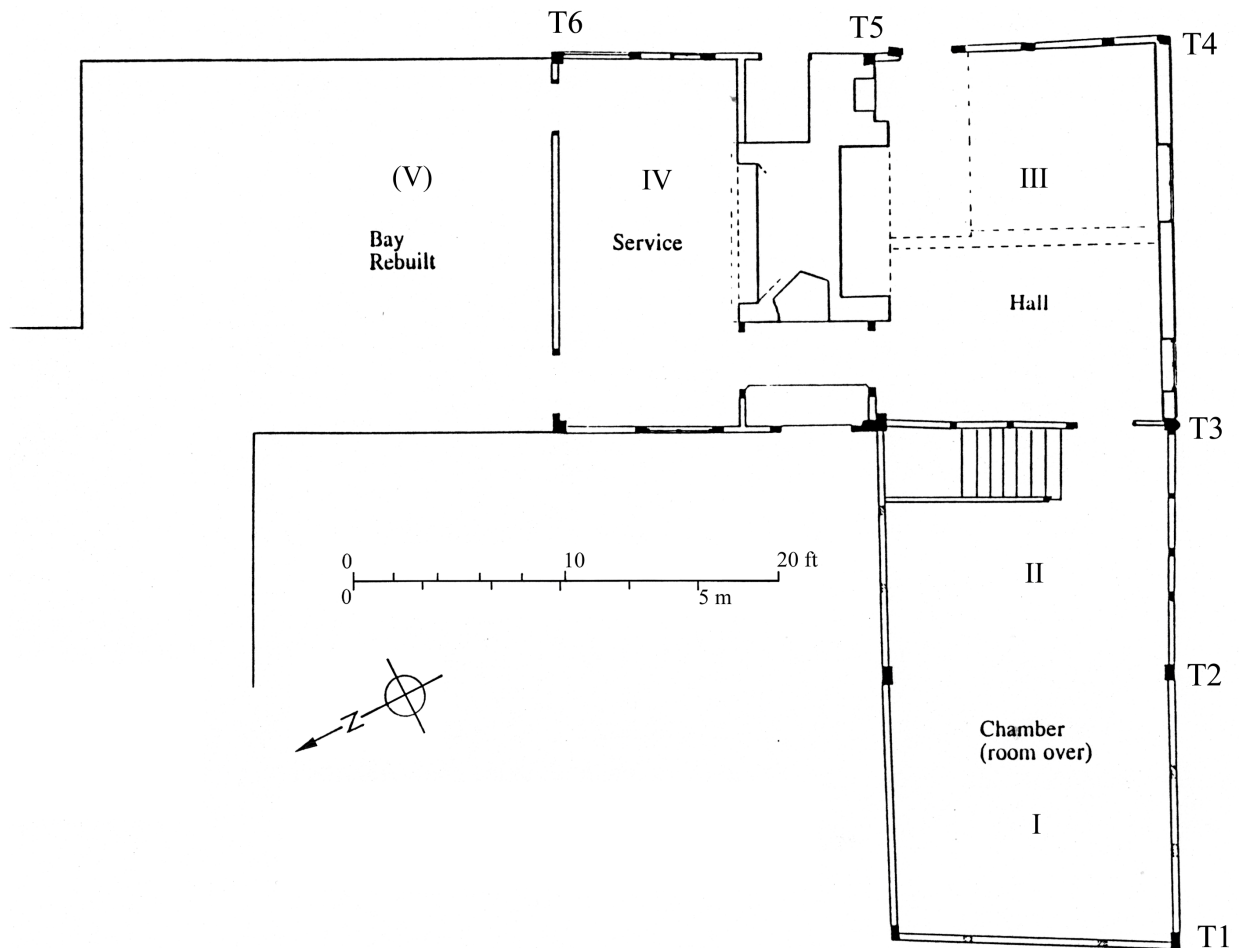 T6
T5
T4
(V)
IV
III
Bay
Rebuilt
Service
Hall
T3
0
10
20 ft
0
5 m
II
T2
N
Chamber
(room over)
I
T1